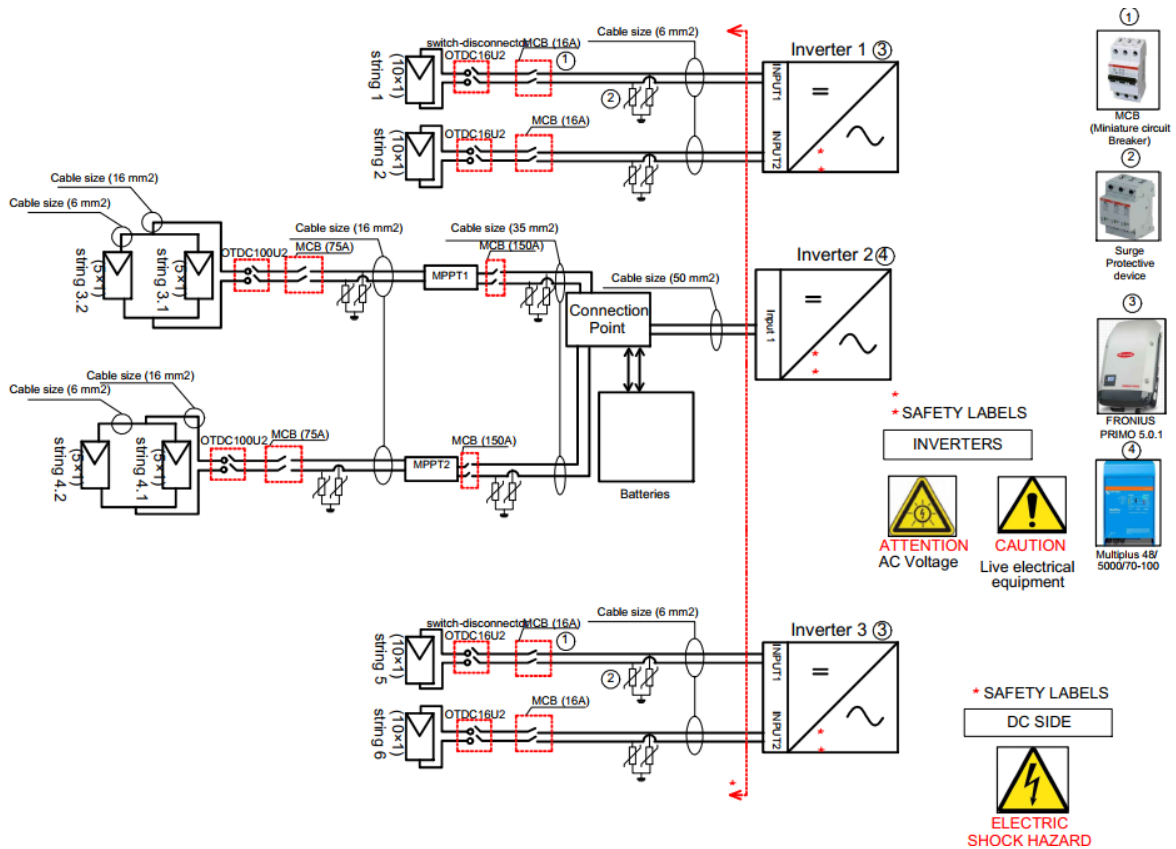 switch-disconnector
MCB (16A)
OTDC16U2
1
Cable size (6 mm2)
string 1
(10×1)
2
INPUT1
Inverter 1 3
=
MCB (16A)
OTDC16U2
string 2
(10×1)
INPUT2
*
*
Cable size (16 mm2)
Cable size (6 mm2)
string 3.2
(5×1)
string 3.1
(5×1)
OTDC100U2
MCB (75A)
Cable size (16 mm2)
MPPT1
Cable size (35 mm2)
MCB (150A)
Connection
Point
Cable size (50 mm2)
Inverter 2 4
Input 1
=
*
*
Cable size (16 mm2)
Cable size (6 mm2)
string 4.2
(5×1)
string 4.1
(5×1)
OTDC100U2
MCB (75A)
MPPT2
MCB (150A)
Batteries
switch-disconnector
MCB (16A)
OTDC16U2
1
Cable size (6 mm2)
string 5
(10×1)
2
INPUT1
Inverter 3 3
=
MCB (16A)
OTDC16U2
string 6
(10×1)
INPUT2
*
*
*
*
1
MCB
(Miniature circuit
Breaker)
2
Surge
Protective
device
3
FRONIUS
PRIMO 5.0.1
4
Multiplus 48/
5000/70-100
*
* SAFETY LABELS
INVERTERS
ATTENTION
AC Voltage
CAUTION
Live electrical
equipment
* SAFETY LABELS
DC SIDE
ELECTRIC
SHOCK HAZARD